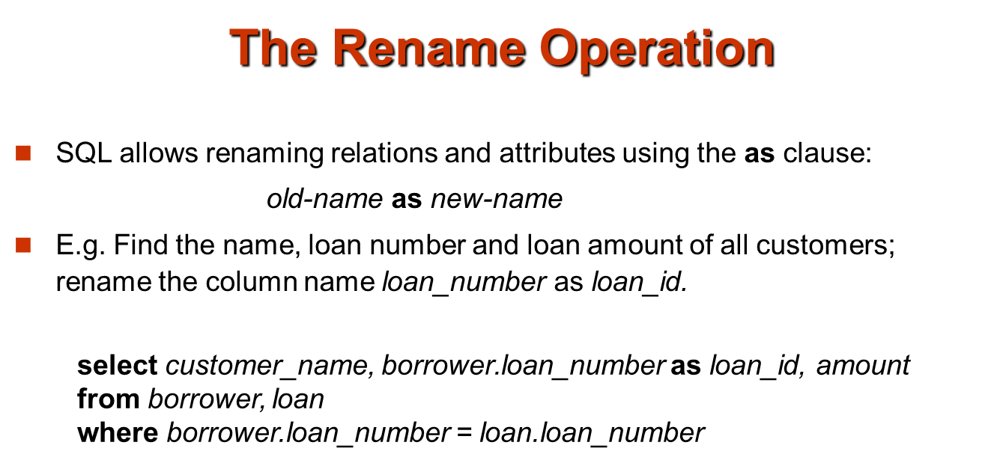 The Rename Operation
SQL allows renaming relations and attributes using the as clause:
old-name as new-name
E.g. Find the name, loan number and loan amount of all customers;
rename the column name loan_number as loan_id.
select customer_name, borrower.loan_number as loan_id, amount
from borrower, loan
where borrower.loan_number = loan.loan_number